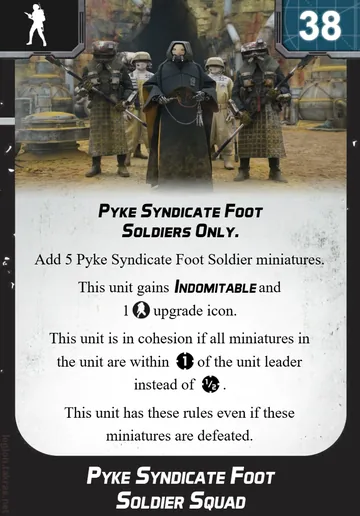 38
PYKE SYNDICATE FOOT
SOLDIERS ONLY.
Add 5 Pyke Syndicate Foot Soldier miniatures.
This unit gains INDOMITABLE and
1 upgrade icon.
This unit is in cohesion if all miniatures in
the unit are within 1 of the unit leader
instead of ½.
This unit has these rules even if these
miniatures are defeated.
PYKE SYNDICATE FOOT
SOLDIER SQUAD